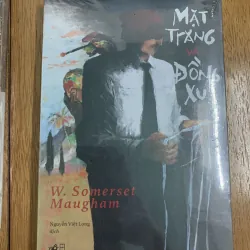 MẶT
TRĂNG
VÀ
ĐỒNG
XU
W. Somerset
Maugham
Nguyễn Việt Long
dịch